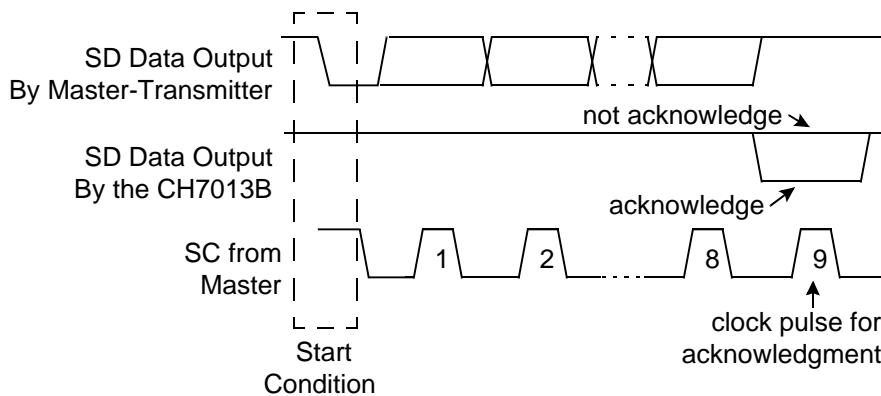 SD Data Output
By Master-Transmitter
not acknowledge
SD Data Output
By the CH7013B
acknowledge
SC from
Master
1
2
8
9
clock pulse for
acknowledgment
Start
Condition